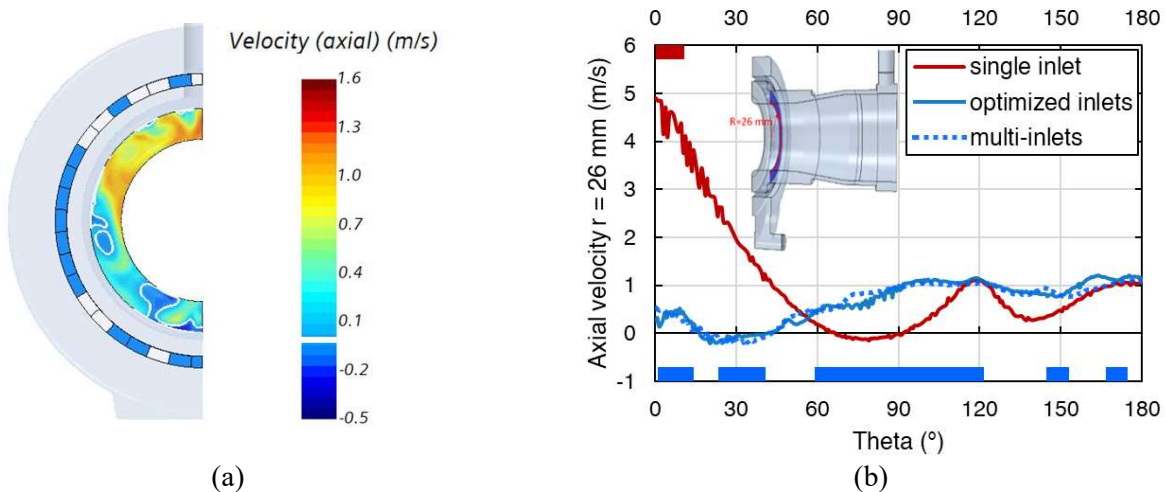 Velocity (axial) (m/s)
1.6
1.3
1.0
0.7
0.4
0.1
-0.2
-0.5
(a)
0 30 60 90 120 150 180
6
5
4
3
2
1
0
-1
Axial velocity r = 26 mm (m/s)
R=26 mm
single inlet
optimized inlets
multi-inlets
0 30 60 90 120 150 180
Theta (º)
(b)